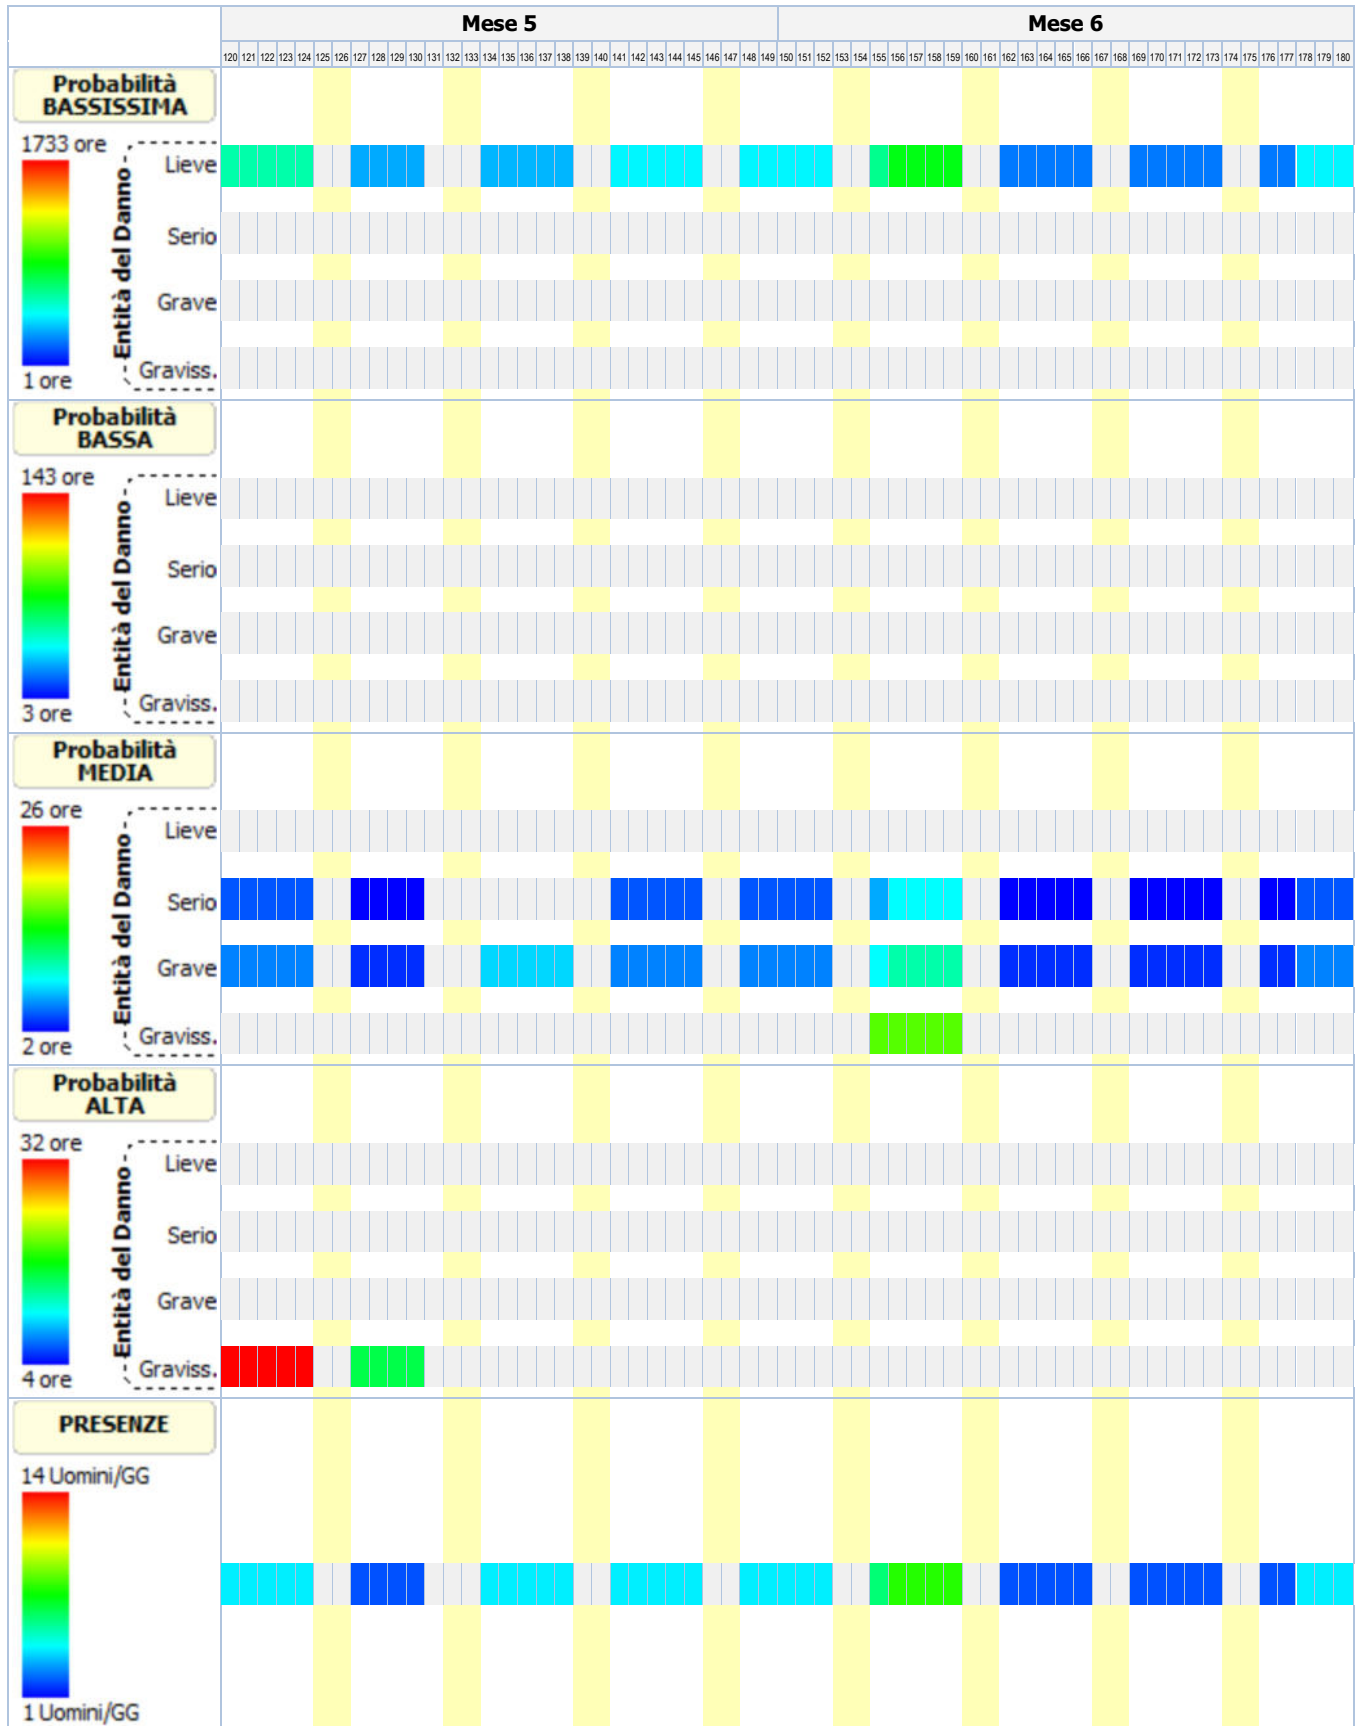 Mese 5 Mese 6
120 121 122 123 124 125 126 127 128 129 130 131 132 133 134 135 136 137 138 139 140 141 142 143 144 145 146 147 148 149 150 151 152 153 154 155 156 157 158 159 160 161 162 163 164 165 166 167 168 169 170 171 172 173 174 175 176 177 178 179 180
Probabilità
BASSISSIMA
1733 ore
Entità del Danno
Lieve
Serio
Grave
Graviss.
1 ore
Probabilità
BASSA
143 ore
Entità del Danno
Lieve
Serio
Grave
Graviss.
3 ore
Probabilità
MEDIA
26 ore
Entità del Danno
Lieve
Serio
Grave
Graviss.
2 ore
Probabilità
ALTA
32 ore
Entità del Danno
Lieve
Serio
Grave
Graviss.
4 ore
PRESENZE
14 Uomini/GG
1 Uomini/GG